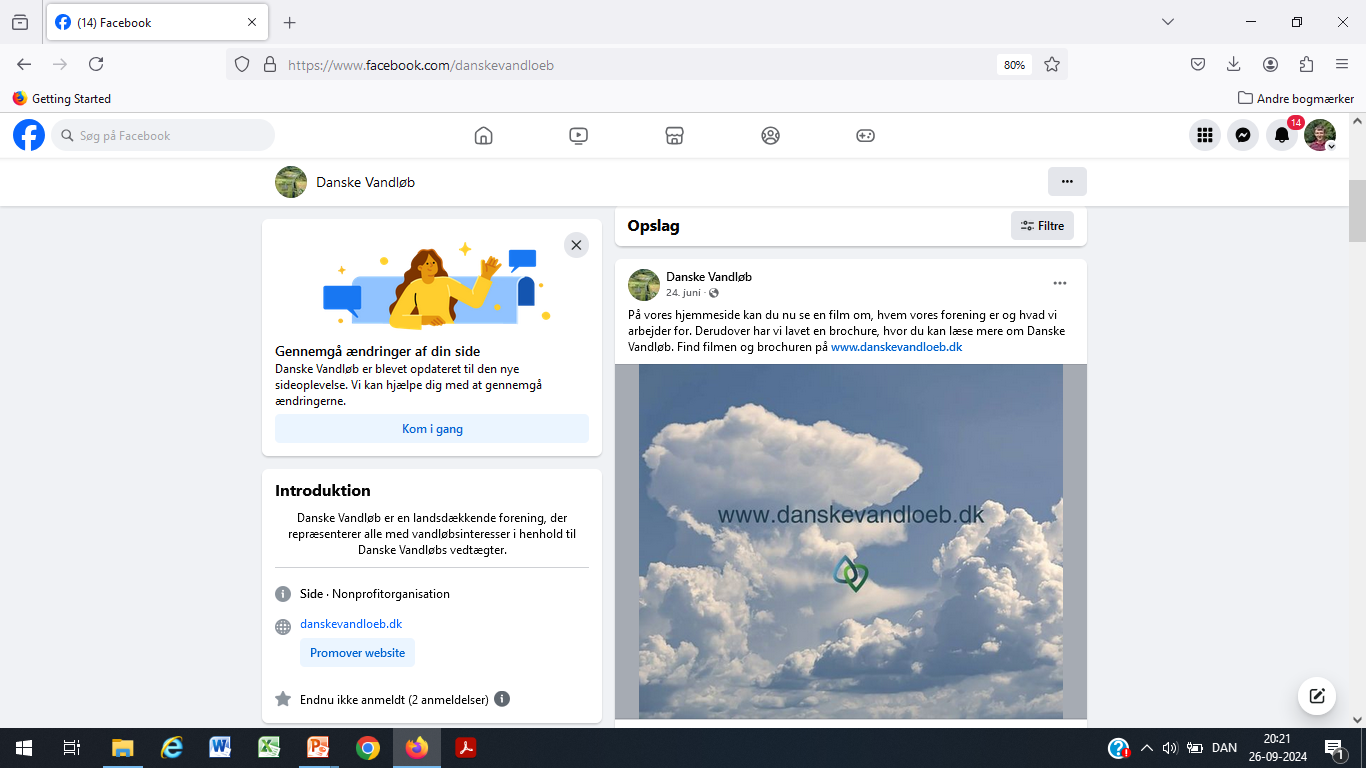 (14) Facebook
https://www.facebook.com/danskevandloeb
80%
Getting Started
Andre bogmærker
Søg på Facebook
14
Danske Vandløb
Gennemgå ændringer af din side
Danske Vandløb er blevet opdateret til den nye
sideoplevelse. Vi kan hjælpe dig med at gennemgå
ændringerne.
Kom i gang
Introduktion
Danske Vandløb er en landsdækkende forening, der
repræsenterer alle med vandløbsinteresser i henhold til
Danske Vandløbs vedtægter.
Side · Nonprofitorganisation
danskevandloeb.dk
Promover website
Endnu ikke anmeldt (2 anmeldelser)
Opslag
Filtre
Danske Vandløb
24. juni ·
På vores hjemmeside kan du nu se en film om, hvem vores forening er og hvad vi
arbejder for. Derudover har vi lavet en brochure, hvor du kan læse mere om Danske
Vandløb. Find filmen og brochuren på www.danskevandloeb.dk
www.danskevandloeb.dk
DAN
20:21
26-09-2024
1